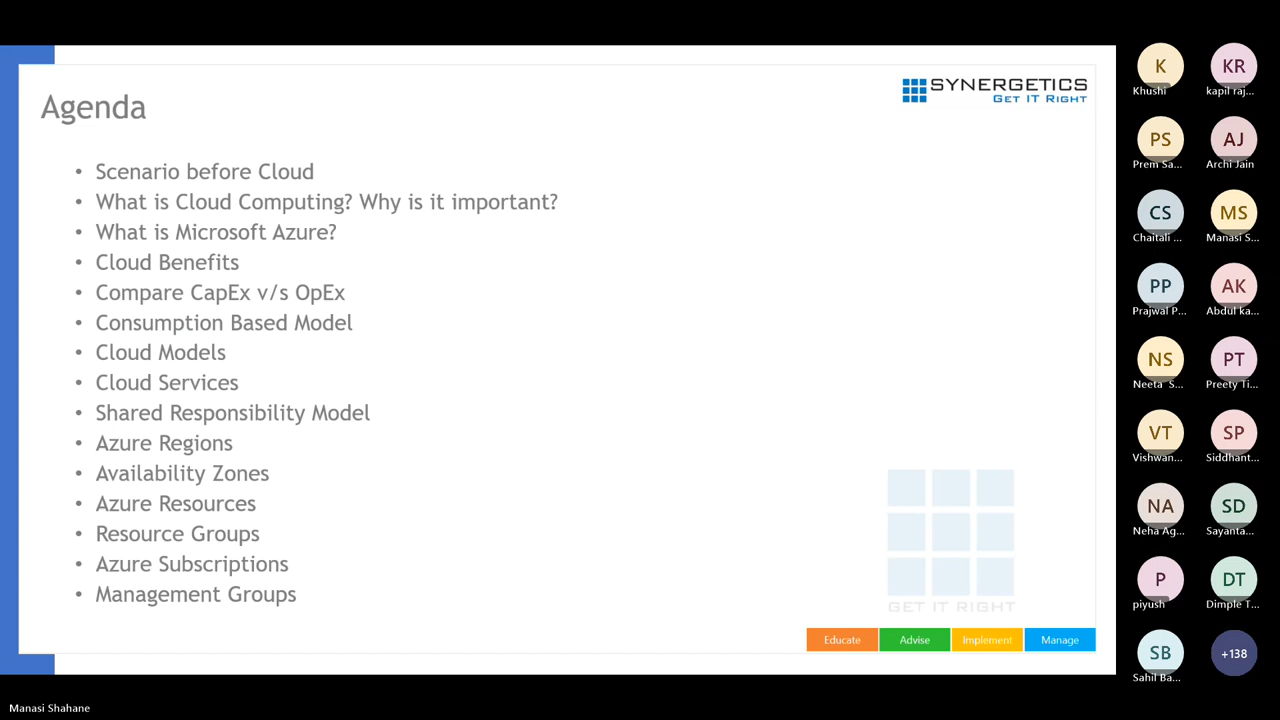 SYNERGETICS
GET IT RIGHT
Agenda
• Scenario before Cloud
• What is Cloud Computing? Why is it important?
• What is Microsoft Azure?
• Cloud Benefits
• Compare CapEx v/s OpEx
• Consumption Based Model
• Cloud Models
• Cloud Services
• Shared Responsibility Model
• Azure Regions
• Availability Zones
• Azure Resources
• Resource Groups
• Azure Subscriptions
• Management Groups
GET IT RIGHT
Educate Advise Implement Manage
K KR
Khushi kapil raj...
PS AJ
Prem Sa... Archi Jain
CS MS
Chaitali ... Manasi S...
PP AK
Prajwal P... Abdul ka...
NS PT
Neeta S... Preety Ti...
VT SP
Vishwan... Siddhant...
NA SD
Neha Ag... Sayanta...
P DT
piyush Dimple T...
SB +138
Sahil Ba...
Manasi Shahane